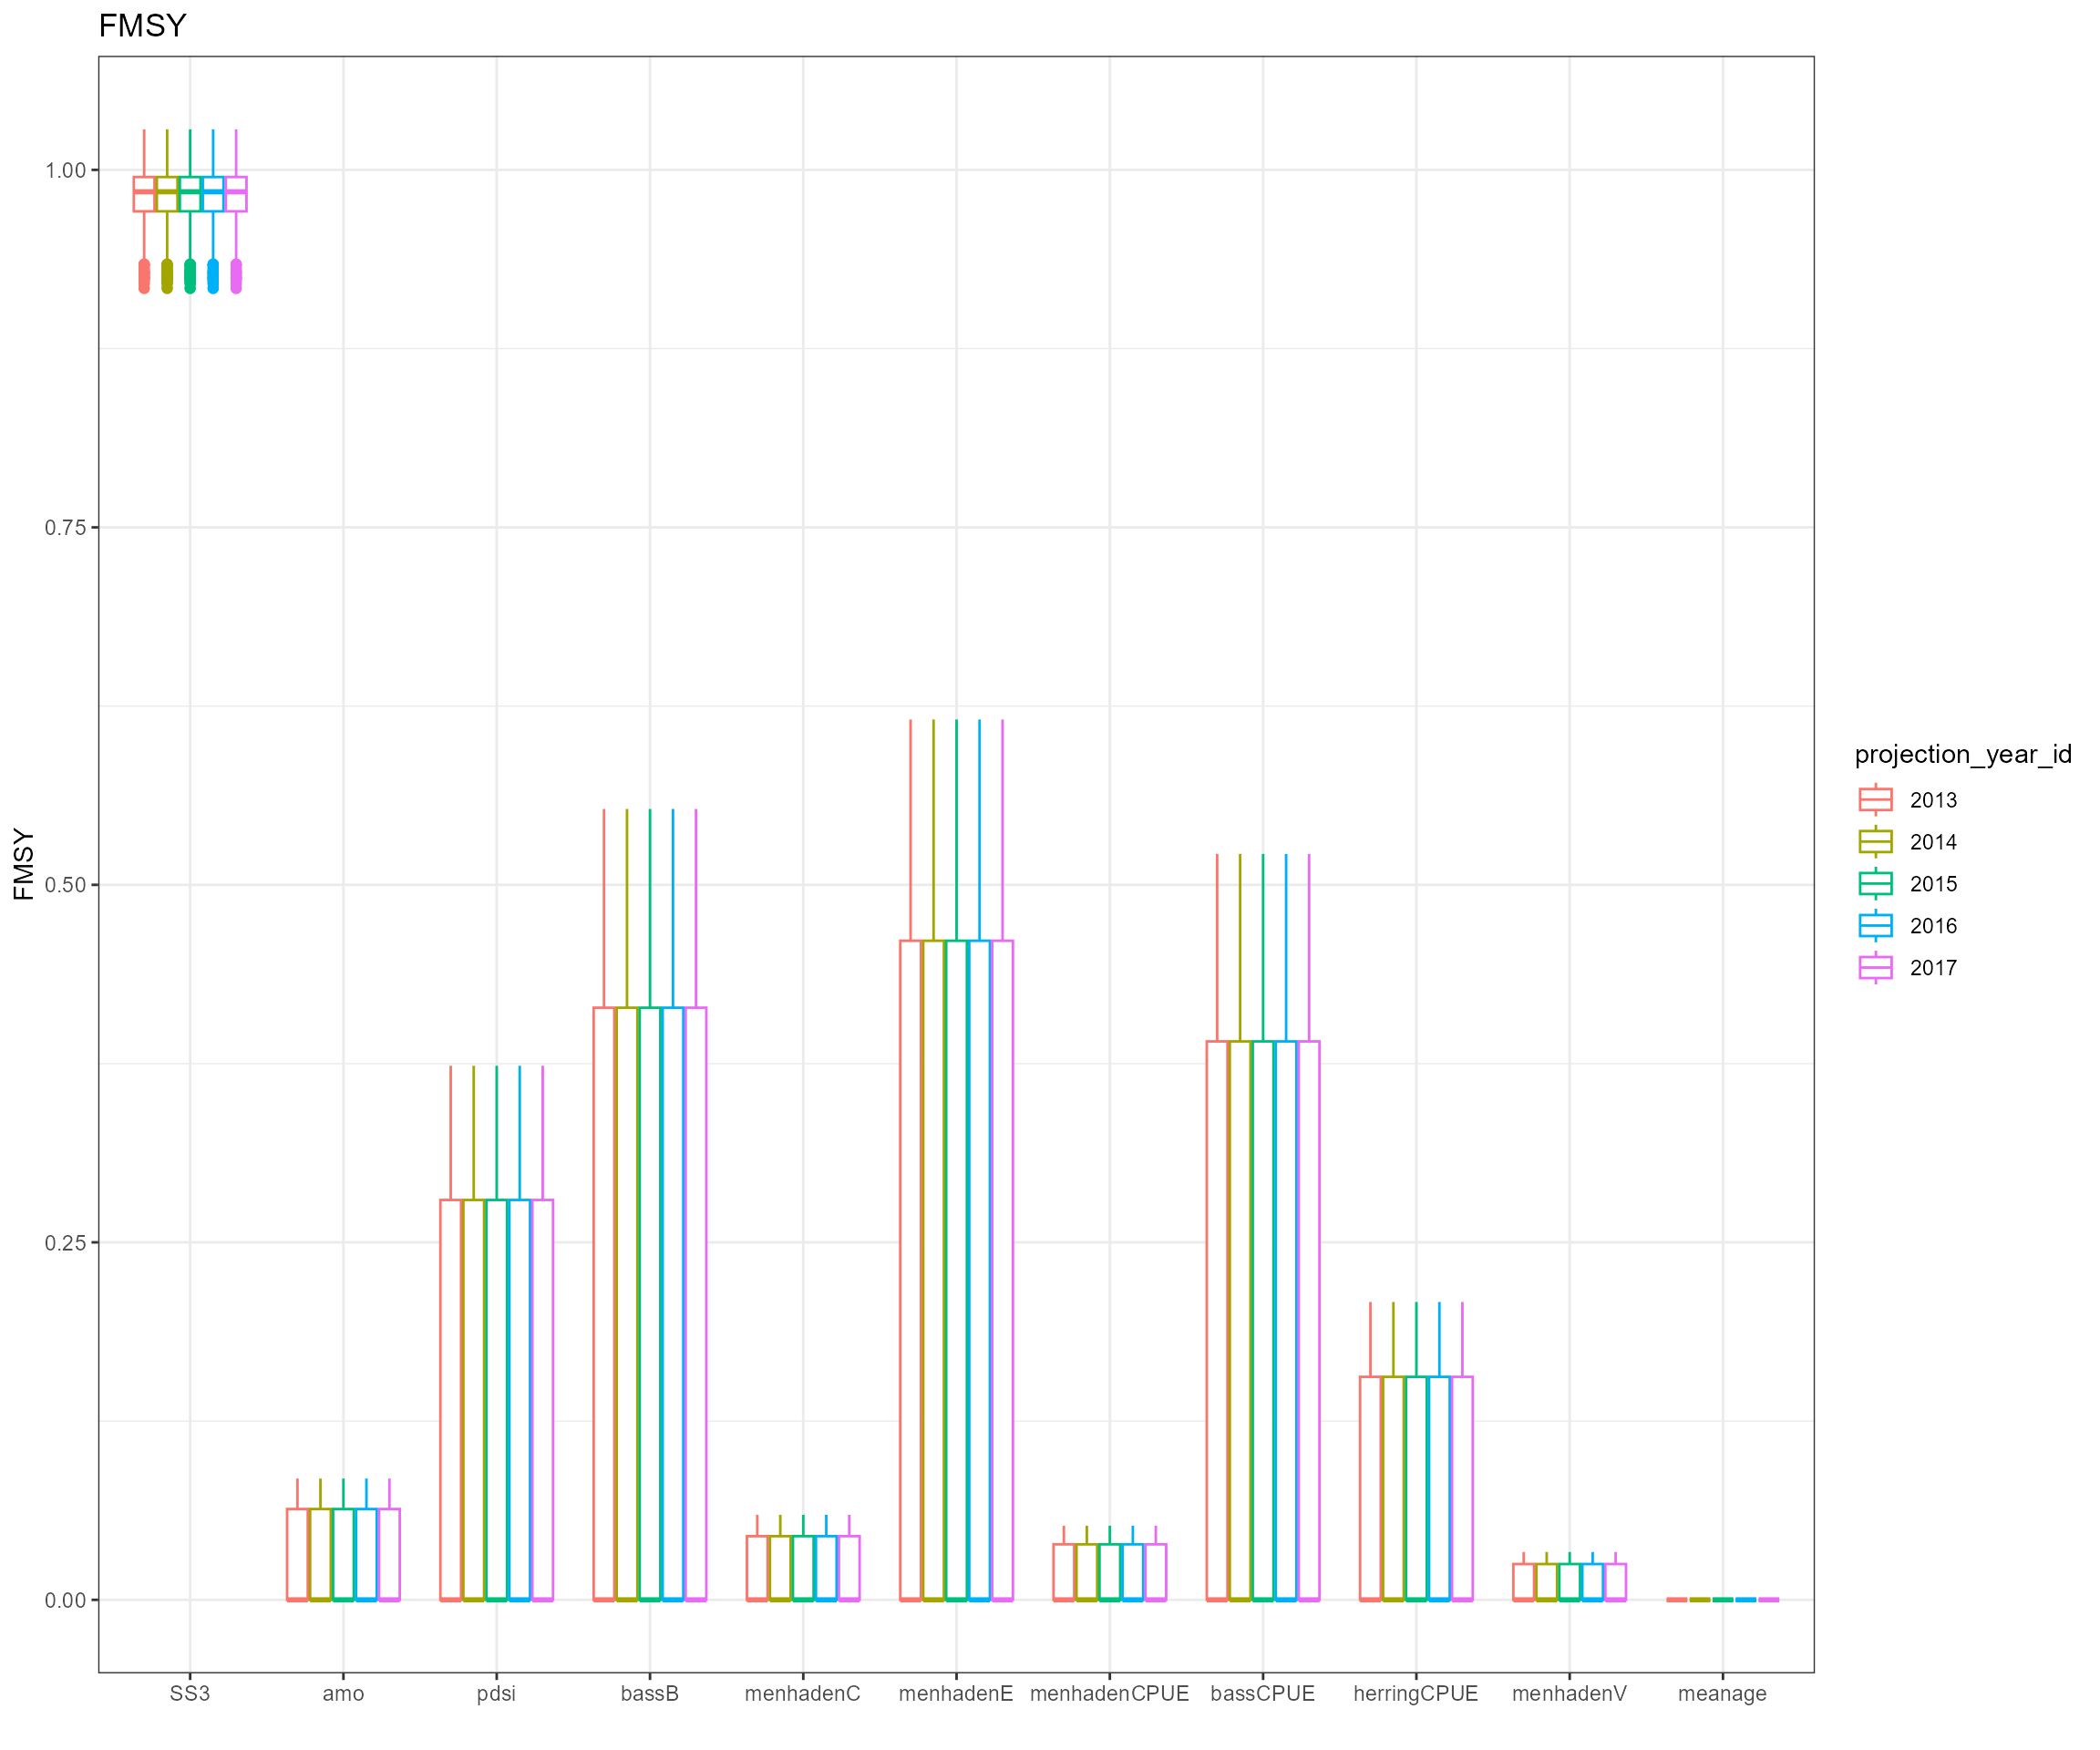 FMSY
1.00
0.75
0.50
0.25
0.00
FMSY
SS3 amo pdsi bassB menhadenC menhadenE menhadenCPUE bassCPUE herringCPUE menhadenV meanage
projection_year_id
2013
2014
2015
2016
2017